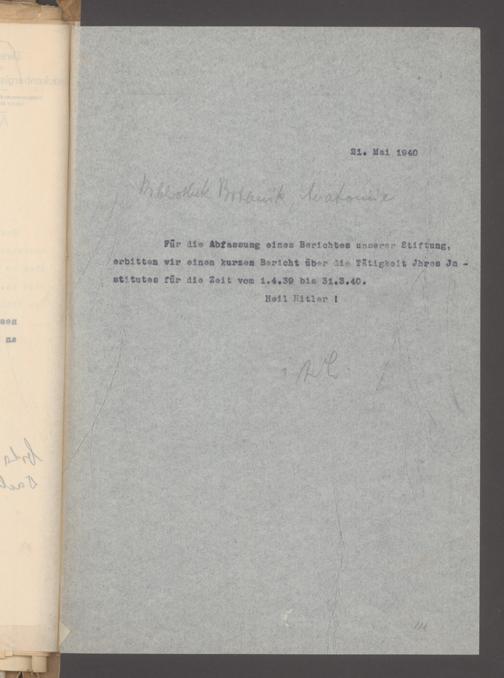 21. Mai 1940
Bibliothek Botanik Anatomie
Für die Abfassung eines Berichtes unserer Stiftung,
erbitten wir einen kurzen Bericht über die Tätigkeit Jhres Jn -
stitutes für die Zeit vom 1.4.39 bis 31.3.40.
Heil Hitler !